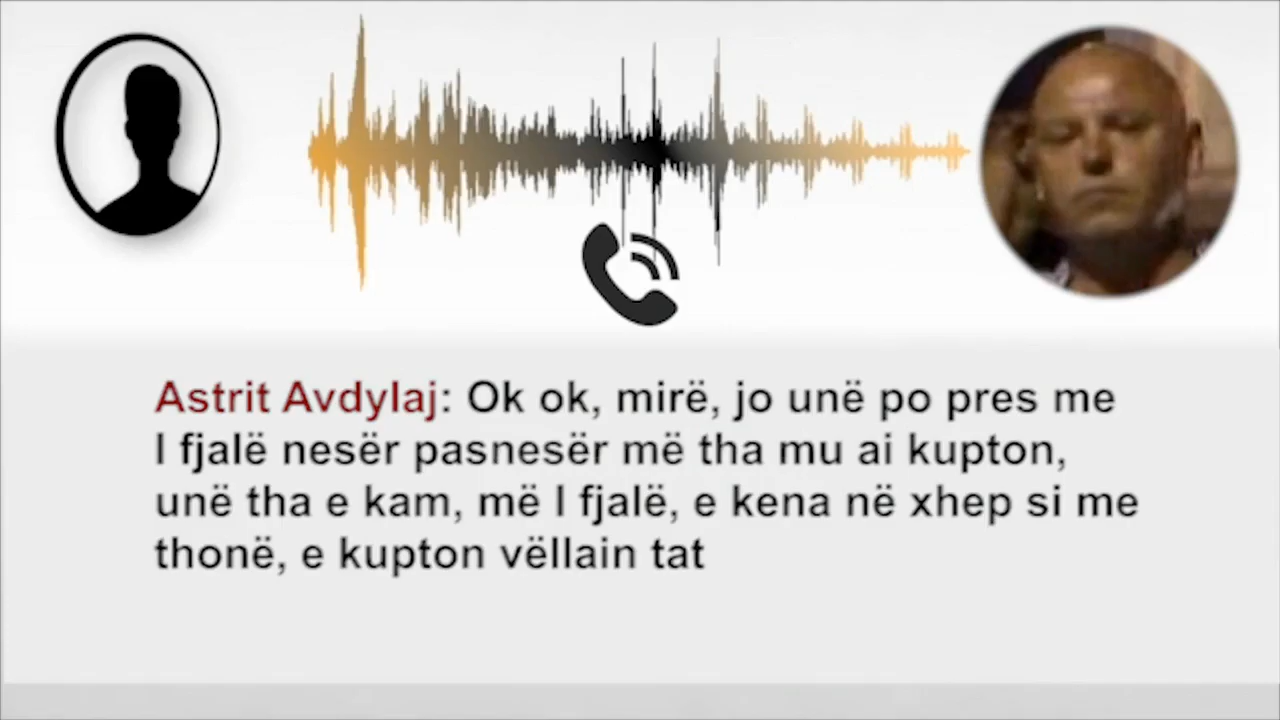 Astrit Avdylaj: Ok ok, mirë, jo unë po pres me
I fjalë nesër pasnesër më tha mu ai kupton,
unë tha e kam, më I fjalë, e kena në xhep si me
thonë, e kupton vëllain tat